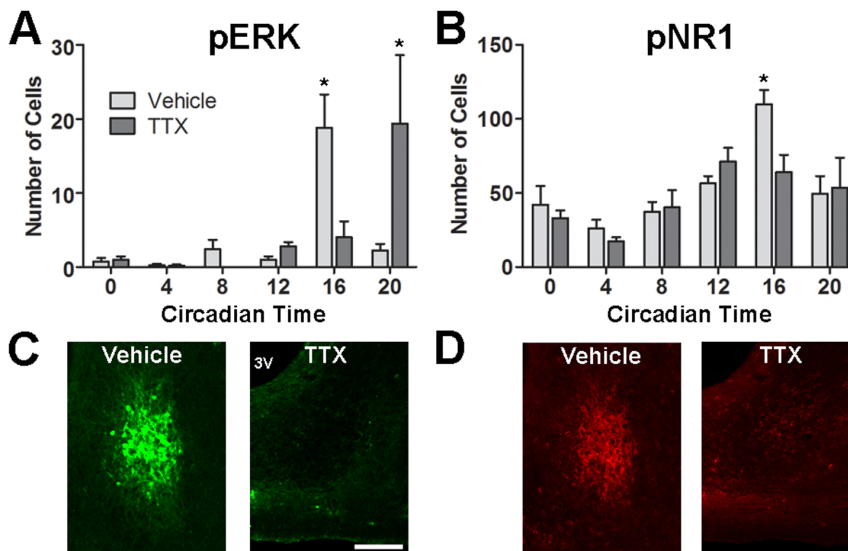 A
pERK
30
20
10
0
Number of Cells
Vehicle
TTX
*
*
0 4 8 12 16 20
Circadian Time
B
pNR1
150
100
50
0
Number of Cells
*
0 4 8 12 16 20
Circadian Time
C
Vehicle
3V
TTX
D
Vehicle
TTX